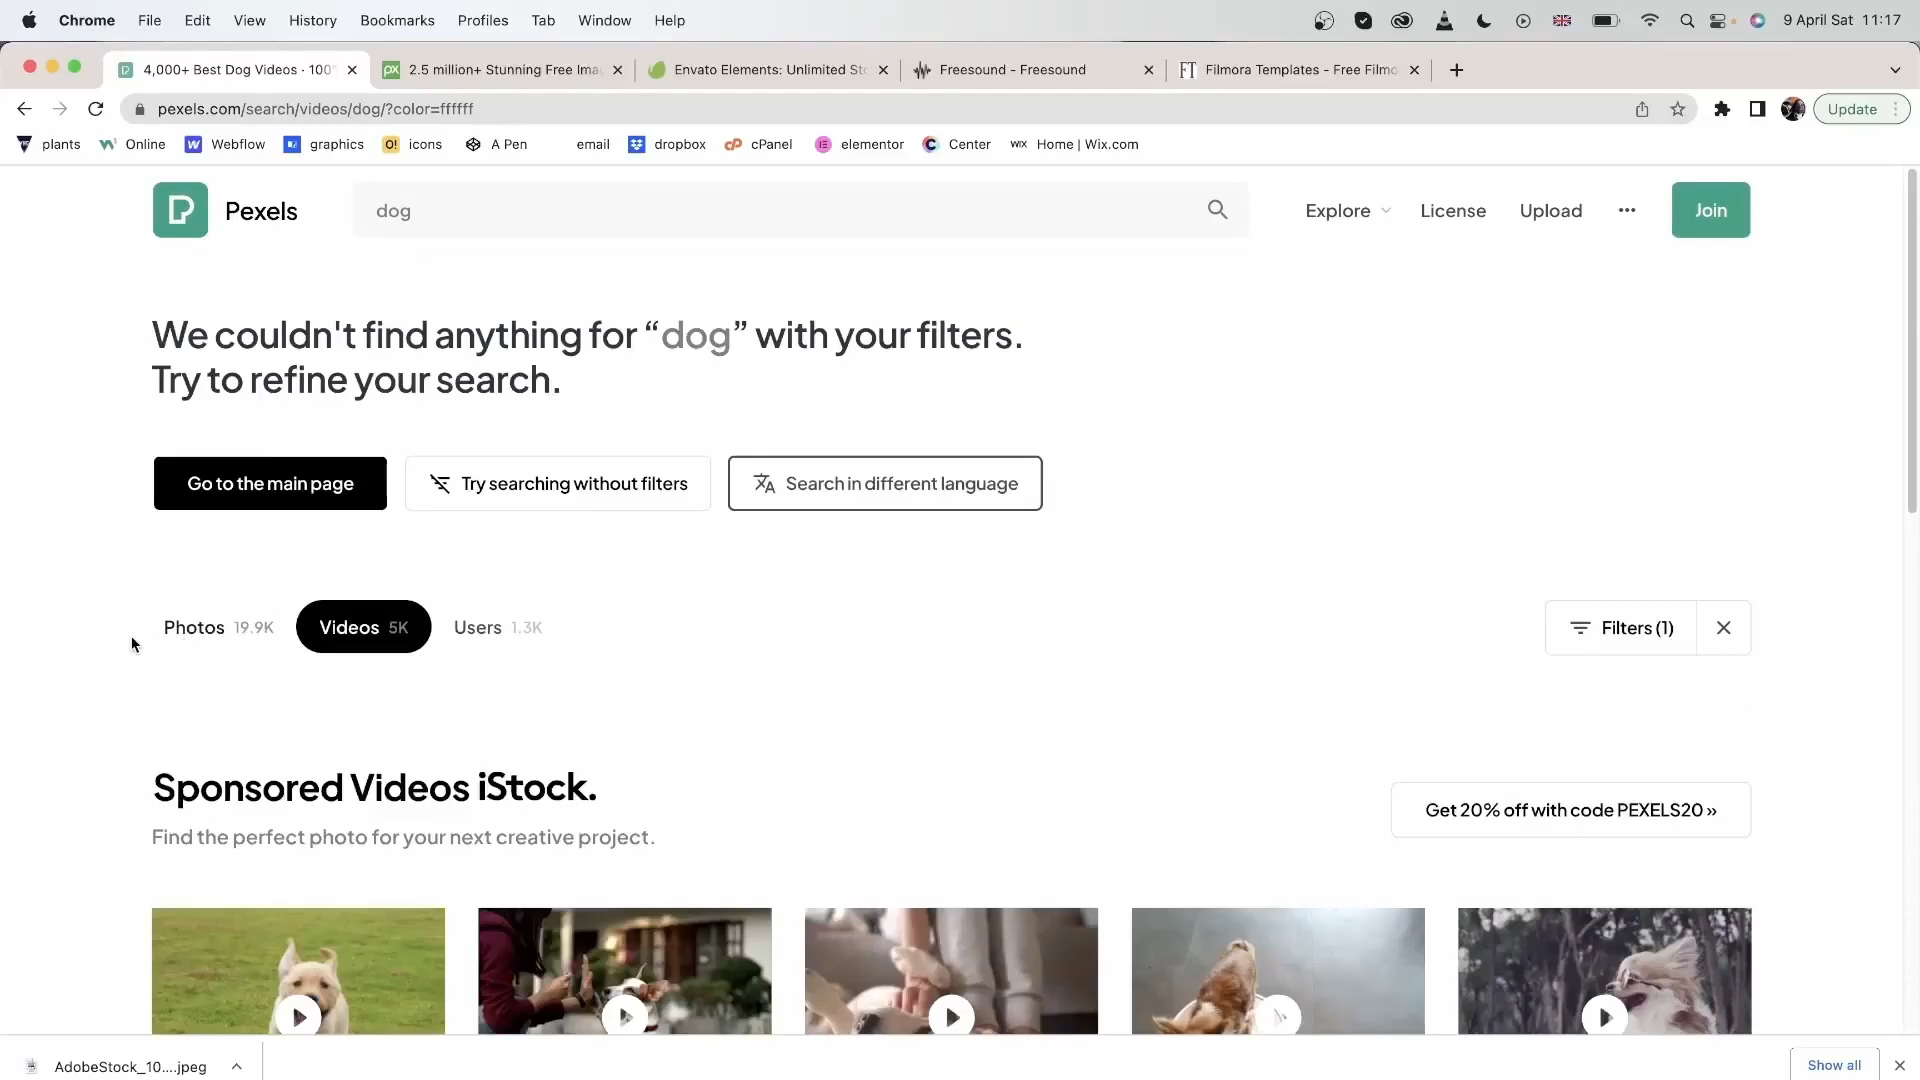 Chrome File Edit View History Bookmarks Profiles Tab Window Help 9 April Sat 11:17
4,000+ Best Dog Videos · 100 2.5 million+ Stunning Free Ima Envato Elements: Unlimited Sto Freesound - Freesound FT Filmora Templates - Free Filmo
pexels.com/search/videos/dog/?color=ffffff Update
plants Online Webflow graphics O! icons A Pen email dropbox cPanel elementor Center WIX Home | Wix.com
Pexels dog Explore License Upload ••• Join
We couldn't find anything for “dog” with your filters.
Try to refine your search.
Go to the main page Try searching without filters Search in different language
Photos 19.9K Videos 5K Users 1.3K Filters (1)
Sponsored Videos iStock.
Get 20% off with code PEXELS20 »
Find the perfect photo for your next creative project.
AdobeStock_10....jpeg Show all